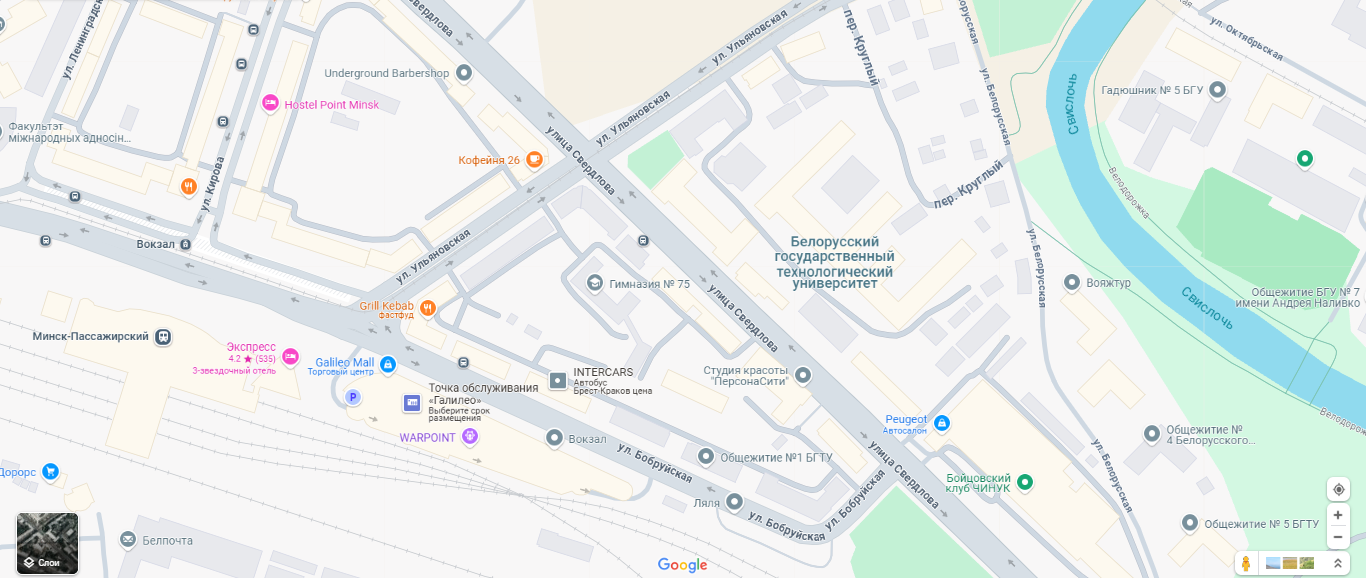 ул. Ленинградская
Свердлова
ул. Ульяновская
пер. Круглый
Белорусская
ул. Октябрьская
Underground Barbershop
Hostel Point Minsk
ул. Ульяновская
ул. Белорусская
Свислочь
Гадюшник № 5 БГУ
Факультэт
міжнародных адносін...
улица Свердлова
Кофейня 26
ул. Кирова
пер. Круглый
Велодорожка
Вокзал
ул. Ульяновская
Белорусский
государственный
технологический
университет
ул. Белорусская
Гимназия № 75
Вояжтур
Свислочь
Общежитие БГУ № 7
имени Андрея Наливко
Grill Kebab
фастфуд
улица Свердлова
Минск-Пассажирский
Экспресс
4.2 ★ (535)
3-звездочный отель
Galileo Mall
Торговый центр
INTERCARS
Автобус
Брест-Краков цена
Студия красоты
"ПерсонаСити"
P
Точка обслуживания
«Галилео»
Выберите срок
размещения
Велодорожка
Peugeot
Автосалон
WARPOINT
Вокзал
ул. Бобруйская
Общежитие №1 БГТУ
улица Свердлова
ул. Белорусская
Общежитие №
4 Белорусского...
Дорорс
Бойцовский
клуб ЧИНУК
Ляля
ул. Бобруйская
ул. Бобруйская
Общежитие № 5 БГТУ
Белпочта
Слои
Google